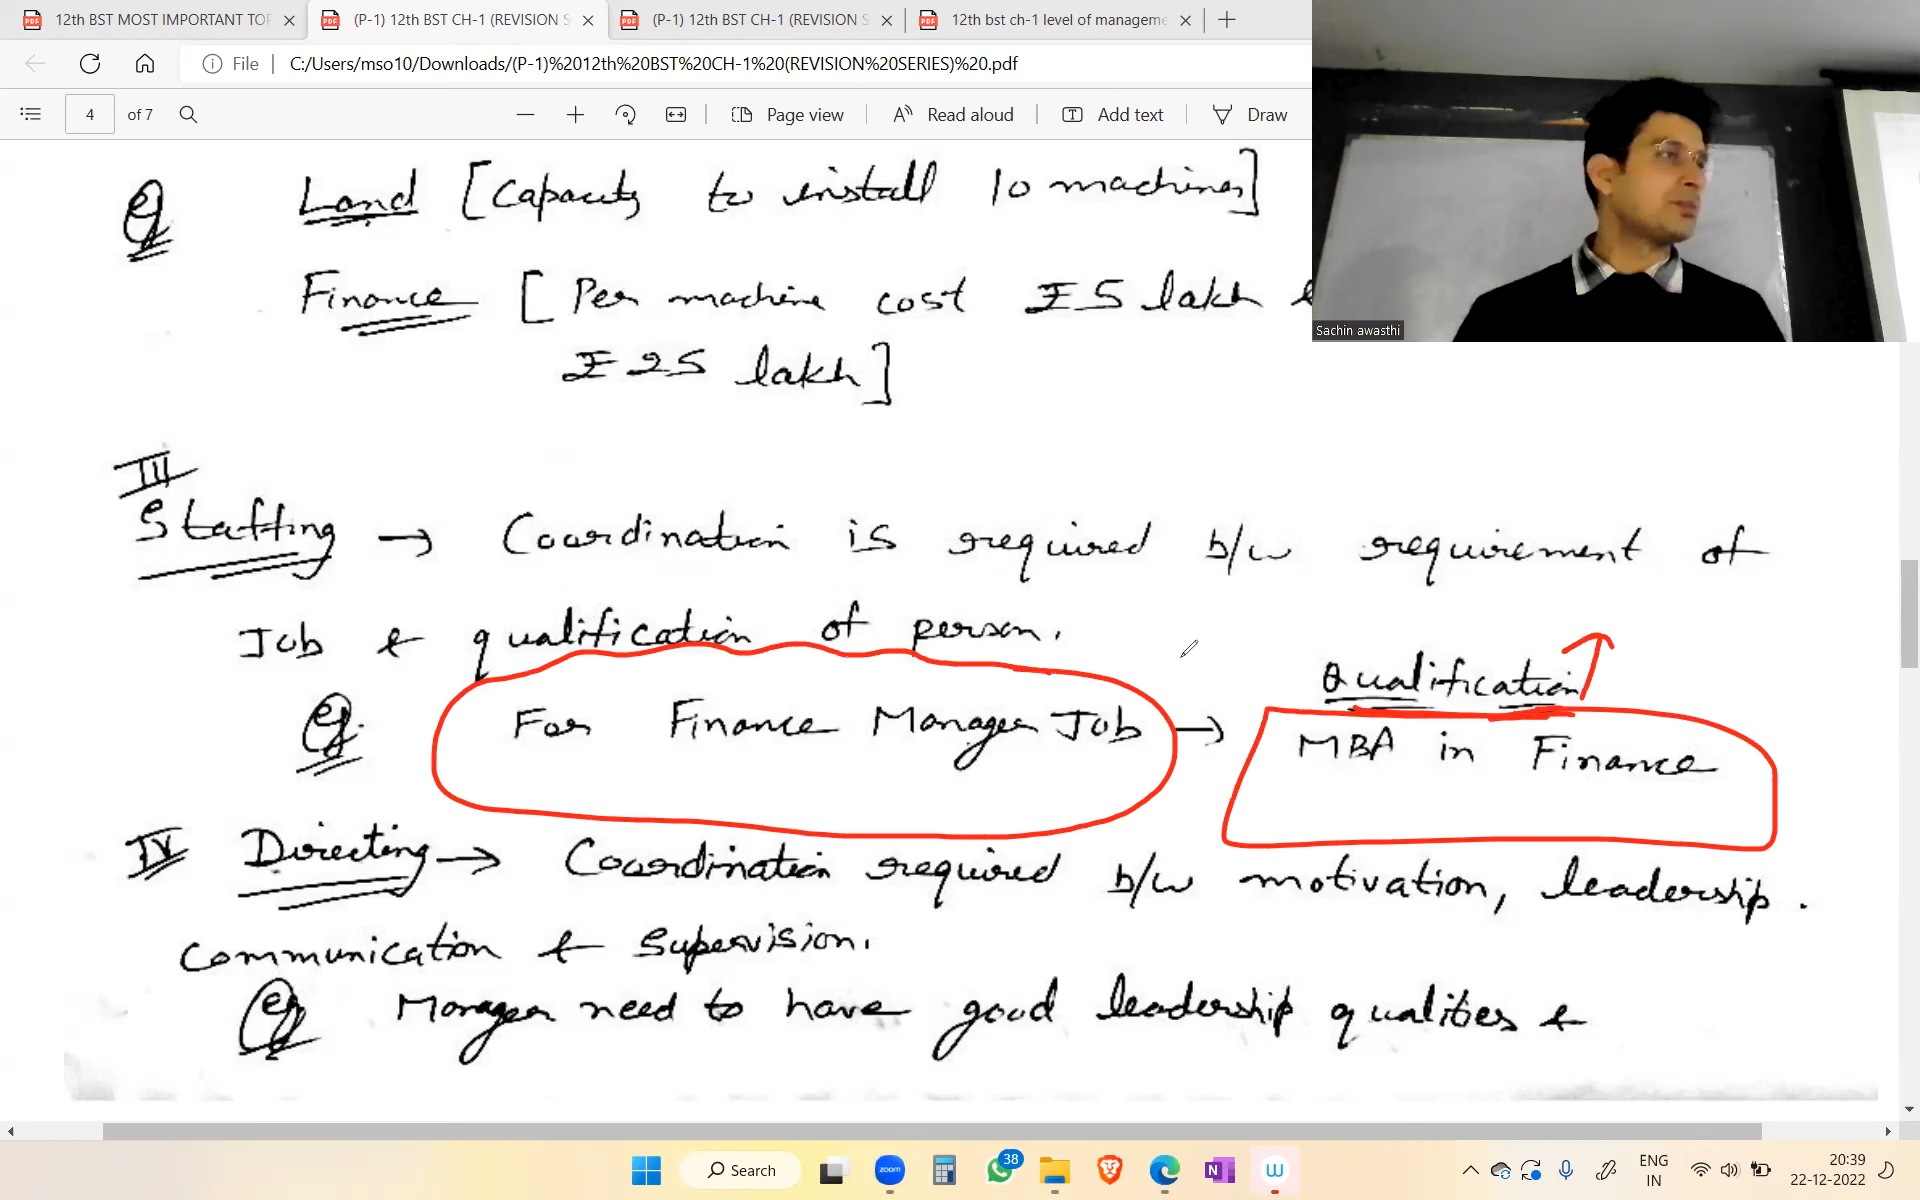 12th BST MOST IMPORTANT TOP
(P-1) 12th BST CH-1 (REVISION S
(P-1) 12th BST CH-1 (REVISION S
12th bst ch-1 level of manageme
File
C:/Users/mso10/Downloads/(P-1)%2012th%20BST%20CH-1%20(REVISION%20SERIES)%20.pdf
4 of 7
Page view
Read aloud
Add text
Draw
Sachin awasthi
Eg Land [Capacity to install 10 machines]
Finance [Per machine cost ₹5 lakh
₹25 lakh]
III
Staffing → Coordination is required b/w requirement of
Job & qualification of person.
Qualification
Eg. For Finance Manager Job → MBA in Finance
IV Directing → Coordination required b/w motivation, leadership.
communication & supervision.
Eg Manager need to have good leadership qualities &
Search
zoom
38
ENG
IN
20:39
22-12-2022